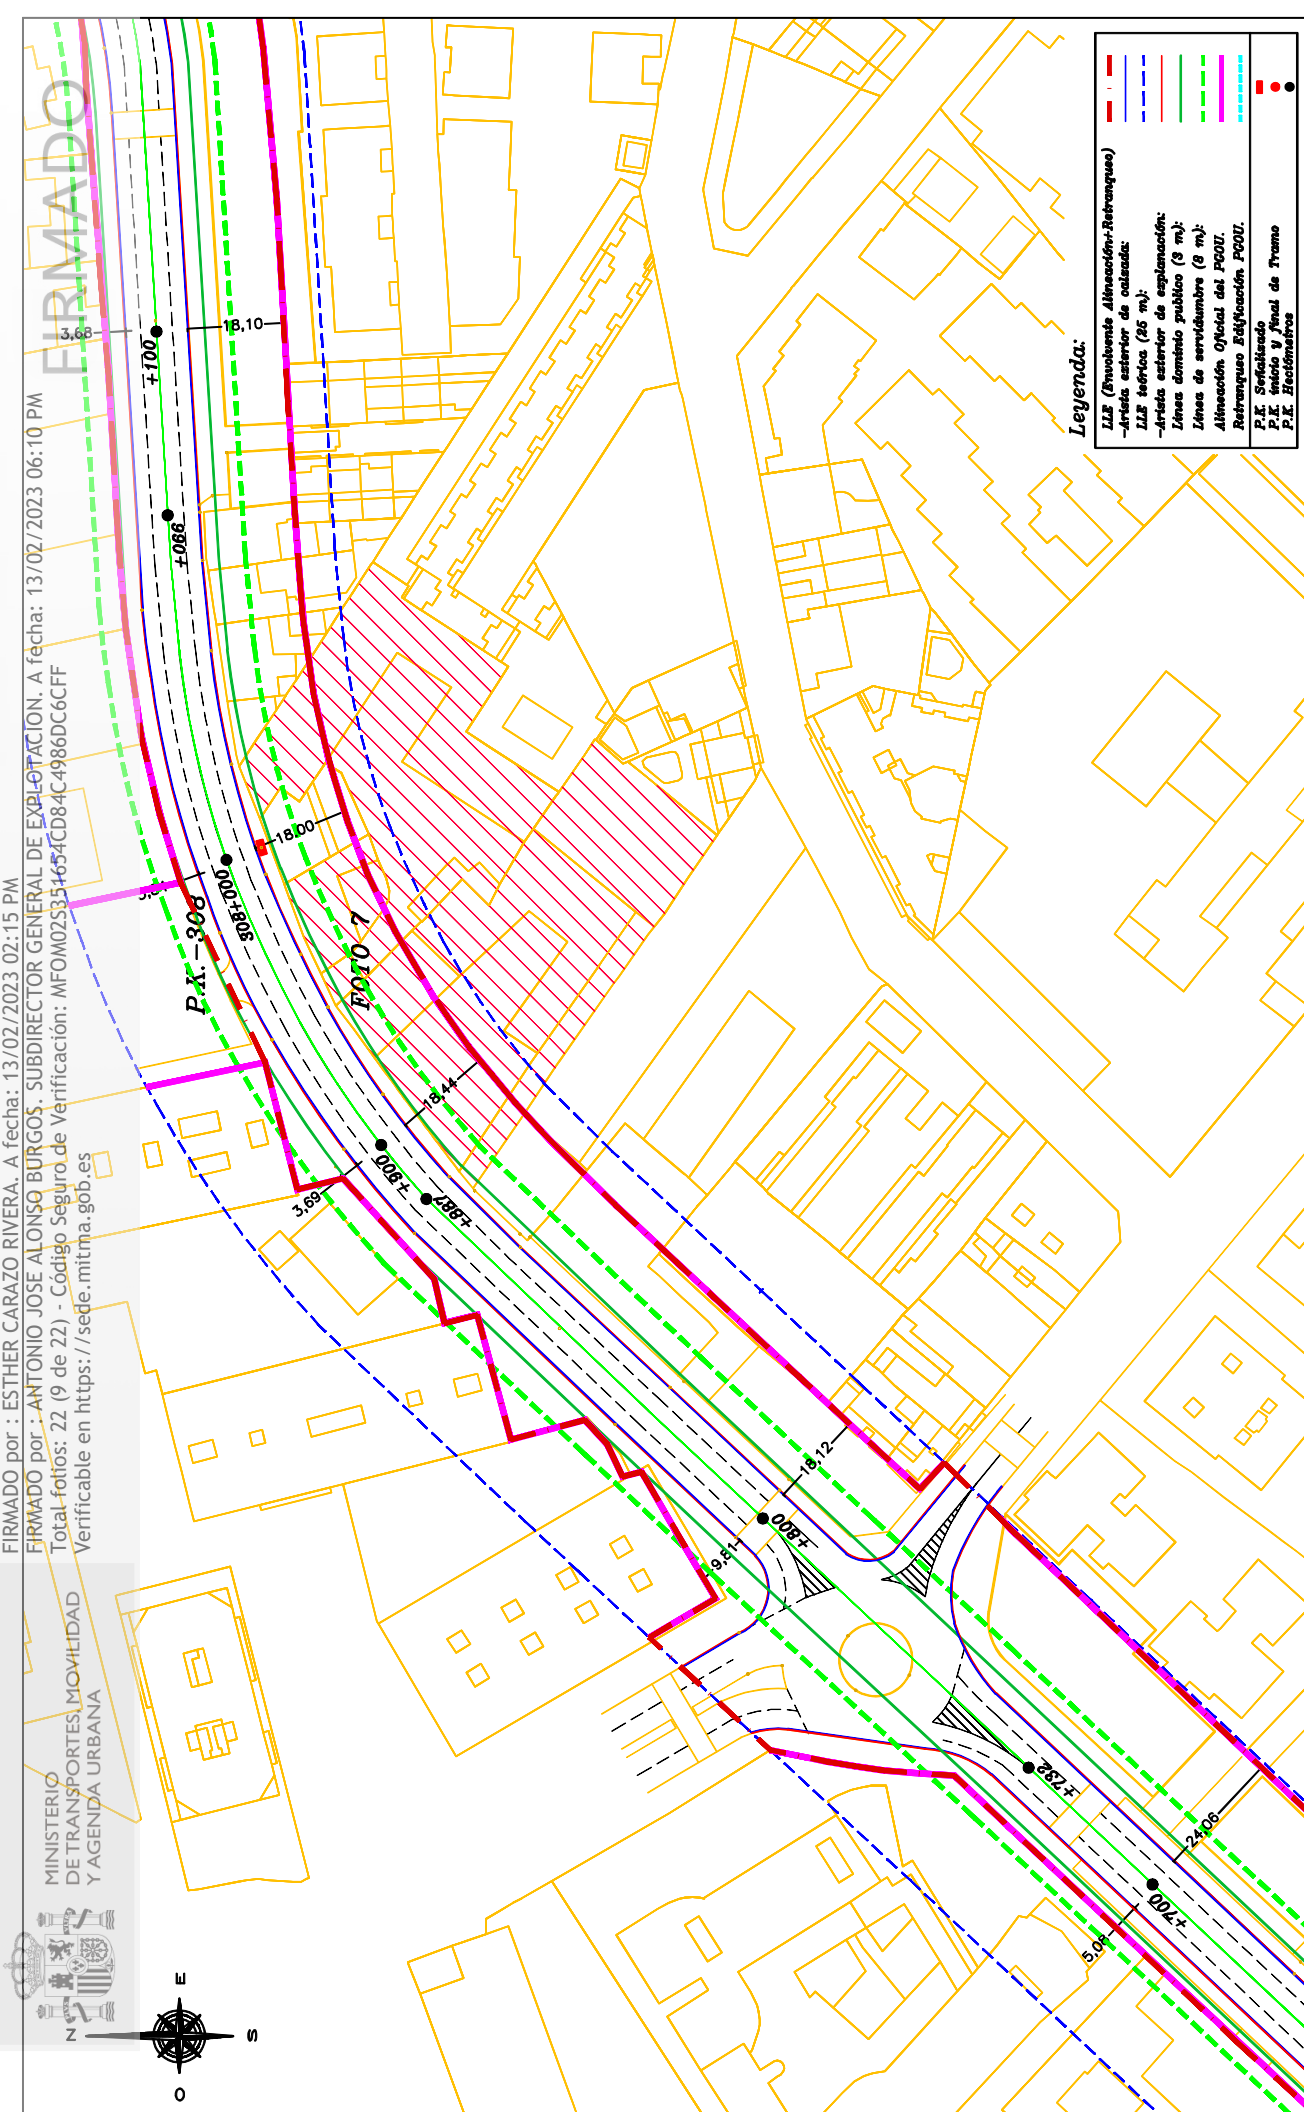 FIRMADO por : ESTHER CARAZO RIVERA. A fecha: 13/02/2023 02:15 PM
FIRMADO por : ANTONIO JOSE ALONSO BURGOS. SUBDIRECTOR GENERAL DE EXPLOTACIÓN. A fecha: 13/02/2023 06:10 PM
Total folios: 22 (9 de 22) - Código Seguro de Verificación: MFOM02S351654CD84C4986DC6CFF
Verificable en https://sede.mitma.gob.es
FIRMADO
MINISTERIO
DE TRANSPORTES, MOVILIDAD
Y AGENDA URBANA
N
E
S
O
3,68
+100
18,10
+066
18.00
308+000
P.K.-308
FOTO 7
18,44
+900
+887
3,69
18,12
+800
9,81
+732
24,06
+700
5,08
Leyenda:
LLE (Envolvente Alineación+Retranqueo)
-Arista exterior de calzada:
LLE teórica (25 m):
-Arista exterior de explanación:
Línea dominio publico (3 m):
Línea de servidumbre (8 m):
Alineación Oficial del PGOU.
Retranqueo Edificación PGOU.
P.K. Señalizado
P.K. inicio y final de Tramo
P.K. Hectómetros